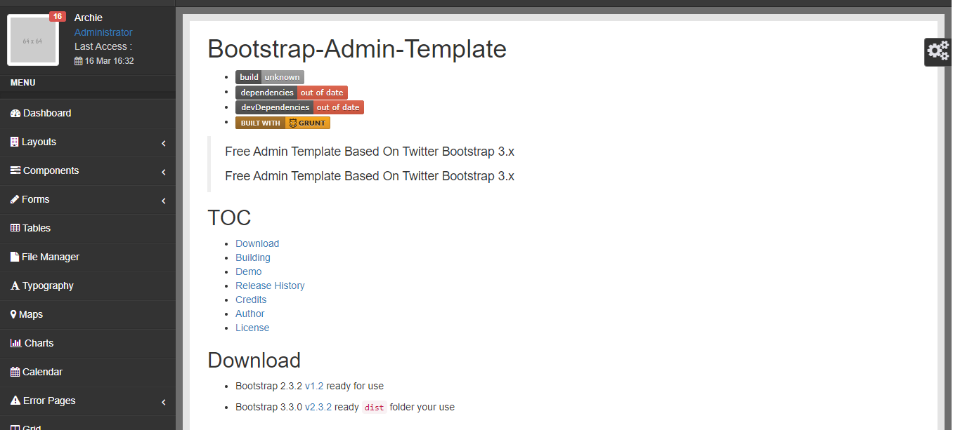 16
Archie
Administrator
Last Access :
16 Mar 16:32
64 x 64
MENU
Dashboard
Layouts
Components
Forms
Tables
File Manager
Typography
Maps
Charts
Calendar
Error Pages
Grid
Bootstrap-Admin-Template
build unknown
dependencies out of date
devDependencies out of date
BUILT WITH GRUNT
Free Admin Template Based On Twitter Bootstrap 3.x
Free Admin Template Based On Twitter Bootstrap 3.x
TOC
Download
Building
Demo
Release History
Credits
Author
License
Download
Bootstrap 2.3.2 v1.2 ready for use
Bootstrap 3.3.0 v2.3.2 ready dist folder your use